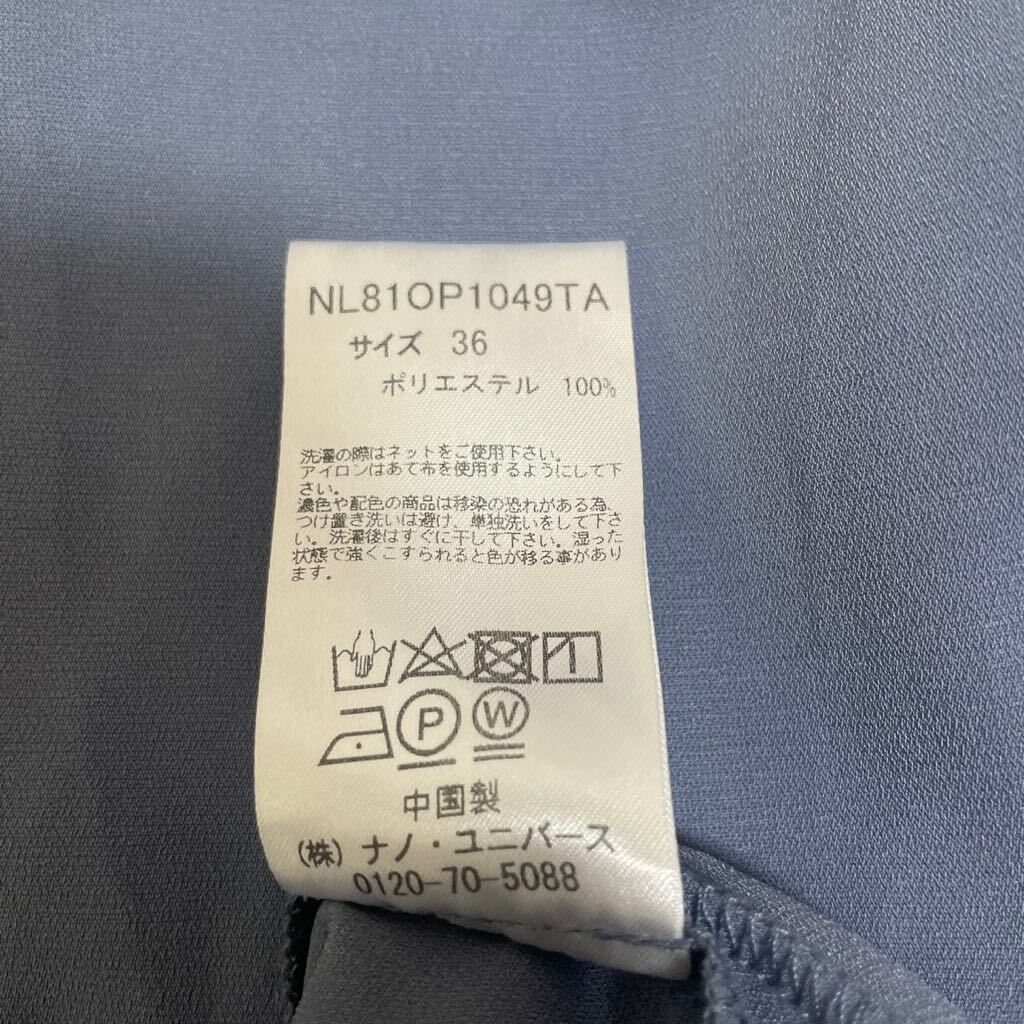 NL81OP1049TA
サイズ 36
ポリエステル 100%
洗濯の際はネットをご使用下さい。
アイロンはあて布を使用するようにして下
さい。
濃色や配色の商品は移染の恐れがある為、
つけ置き洗いは避け、単独洗いをして下さ
い。洗濯後はすぐに干して下さい。湿った
状態で強くこすられると色が移る事があり
ます。
P W
中国製
(株) ナノ・ユニバース
0120-70-5088